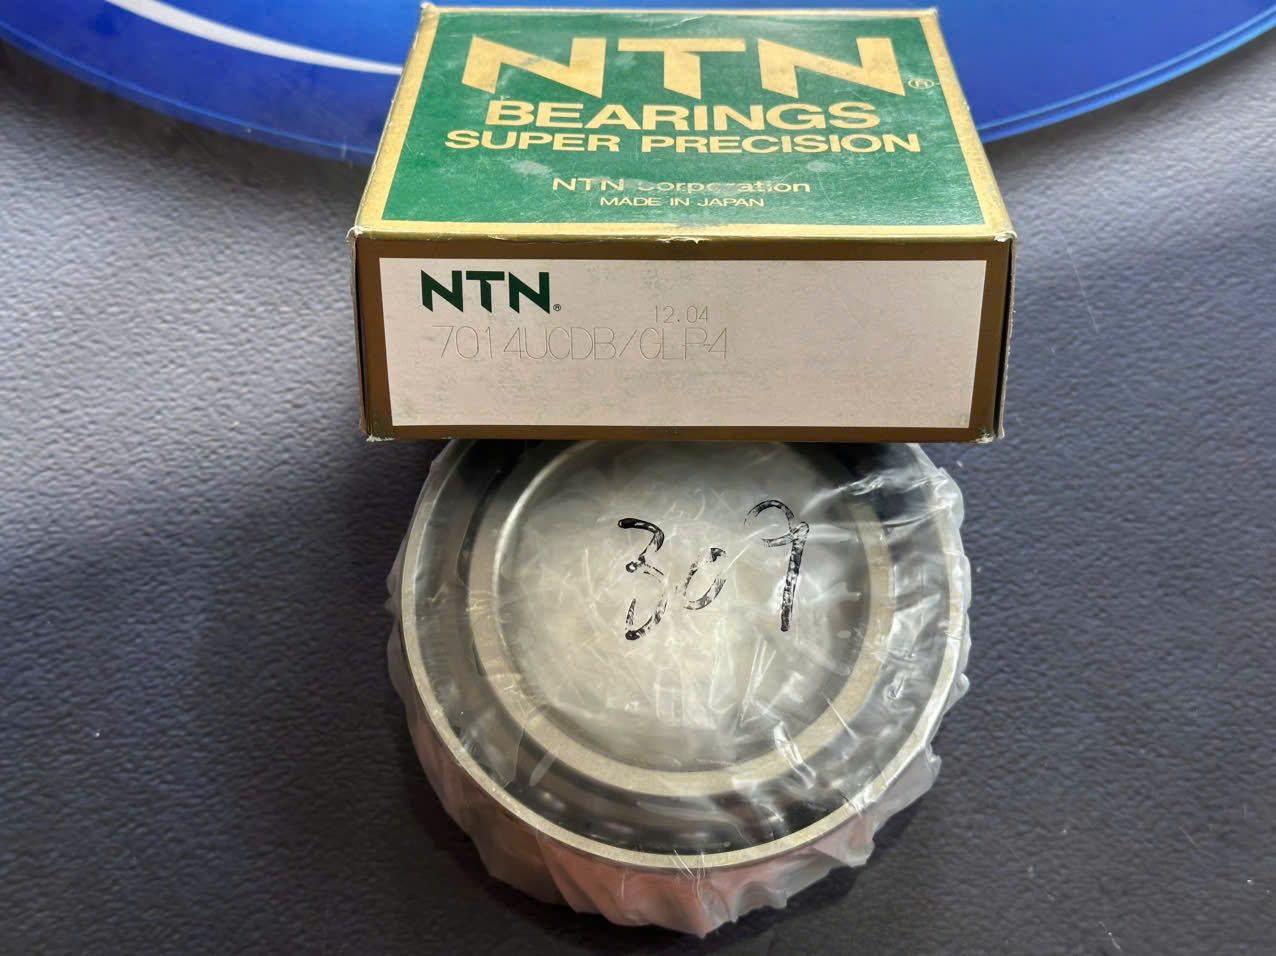 NTN®
BEARINGS
SUPER PRECISION
NTN Corporation
MADE IN JAPAN
NTN®
12.04
7014UCDB/GLP4
309